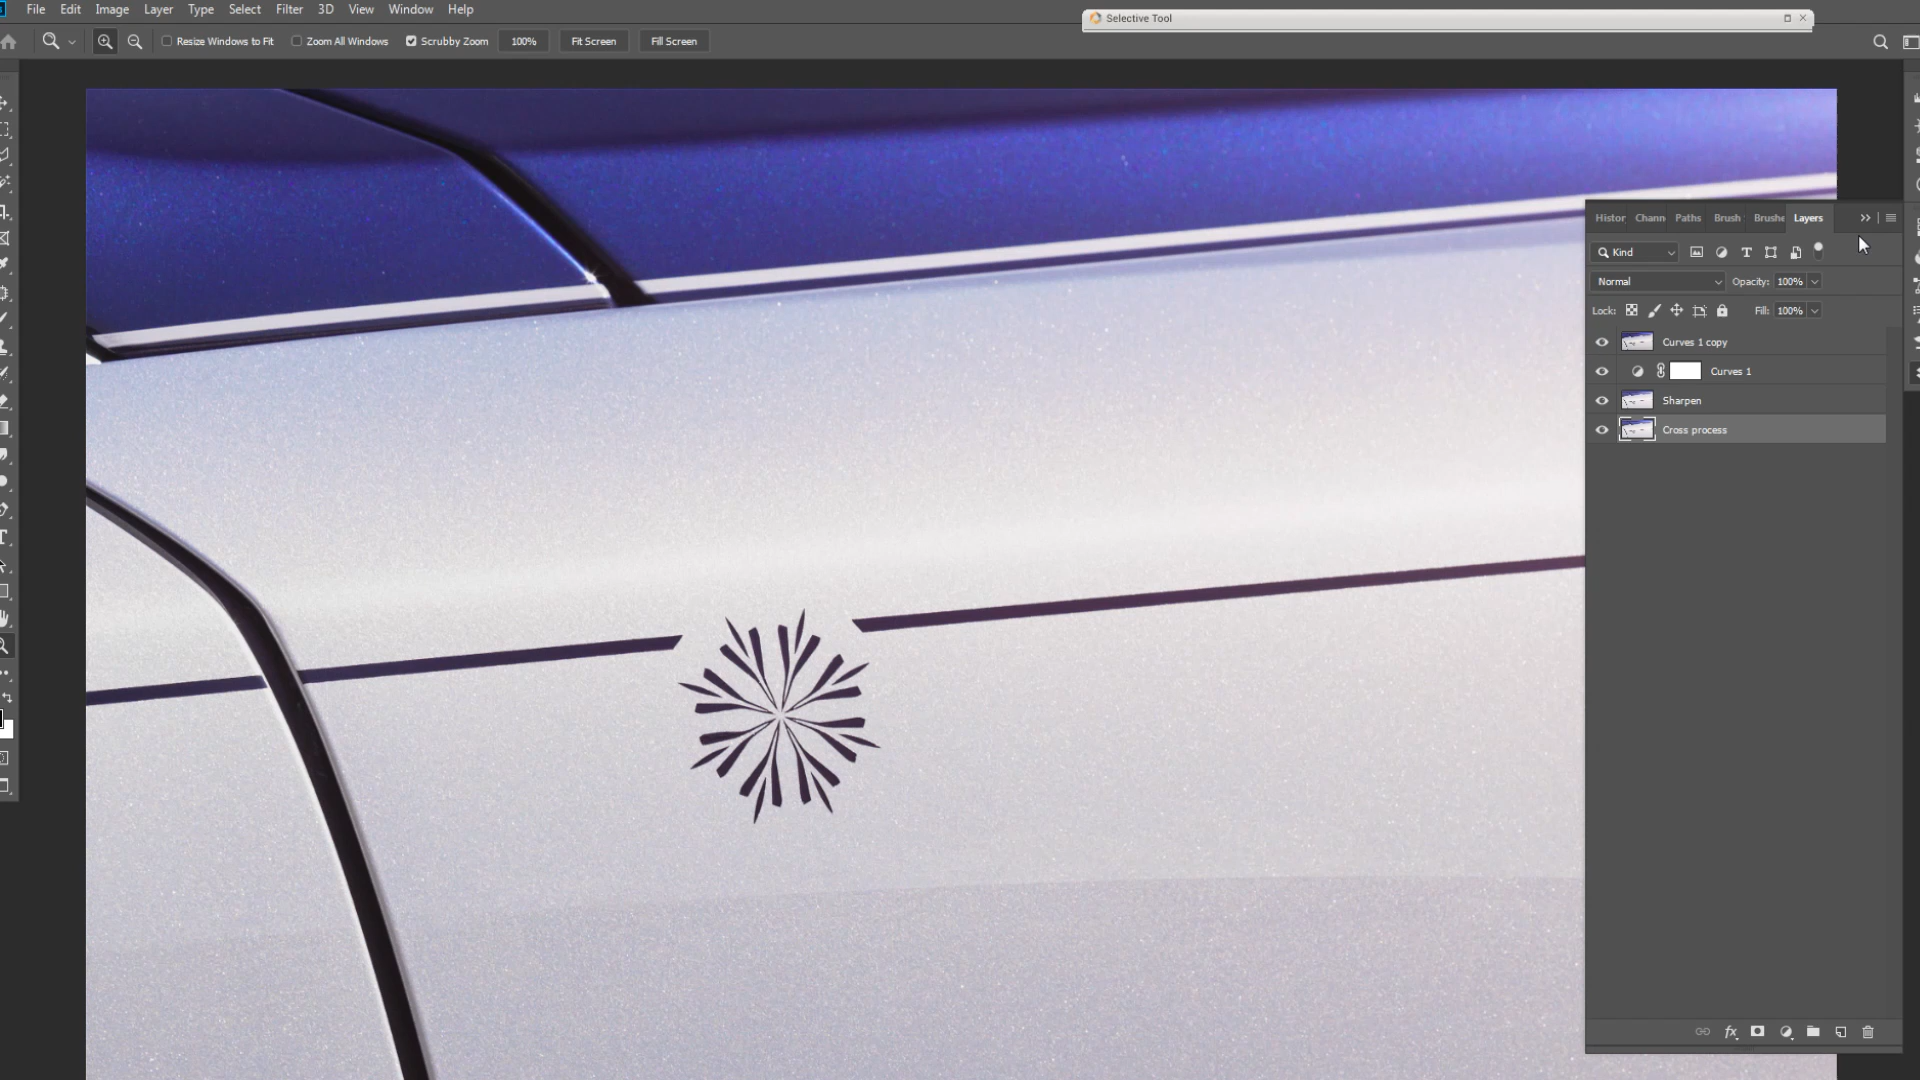 File Edit Image Layer Type Select Filter 3D View Window Help
Selective Tool
Resize Windows to Fit Zoom All Windows Scrubby Zoom 100% Fit Screen Fill Screen
Histor Chann Paths Brush Brushe Layers
Kind
Normal Opacity: 100%
Lock: Fill: 100%
Curves 1 copy
Curves 1
Sharpen
Cross process
fx